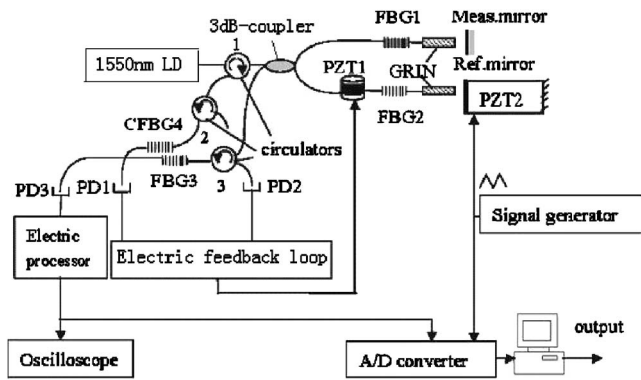 3dB-coupler
FBG1
Meas.mirror
1
1550nm LD
PZT1
GRIN
Ref.mirror
PZT2
CFBG4
2
FBG2
circulators
PD3
PD1
FBG3
3
PD2
Electric
processor
Electric feedback loop
Signal generator
output
Oscilloscope
A/D converter